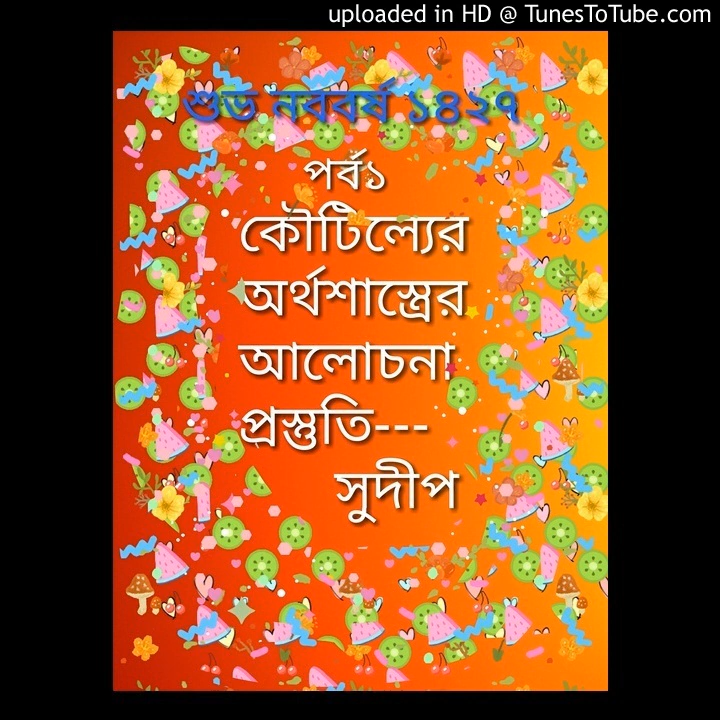 uploaded in HD @ TunesToTube.com
শুভ নববর্ষ ১৪২৭
পর্ব১
কৌটিল্যের
অর্থশাস্ত্রের
আলোচনা
প্রস্তুতি---
সুদীপ